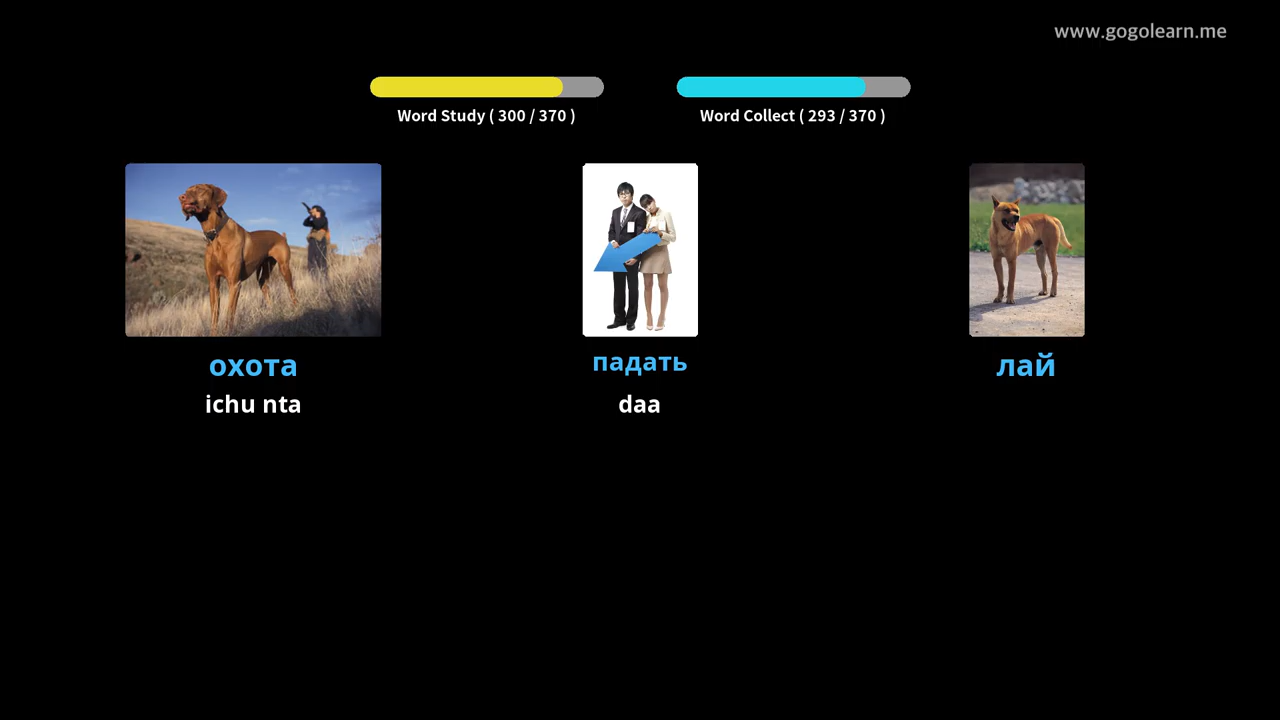 www.gogolearn.me
Word Study ( 300 / 370 )
Word Collect ( 293 / 370 )
охота
падать
лай
ichu nta
daa